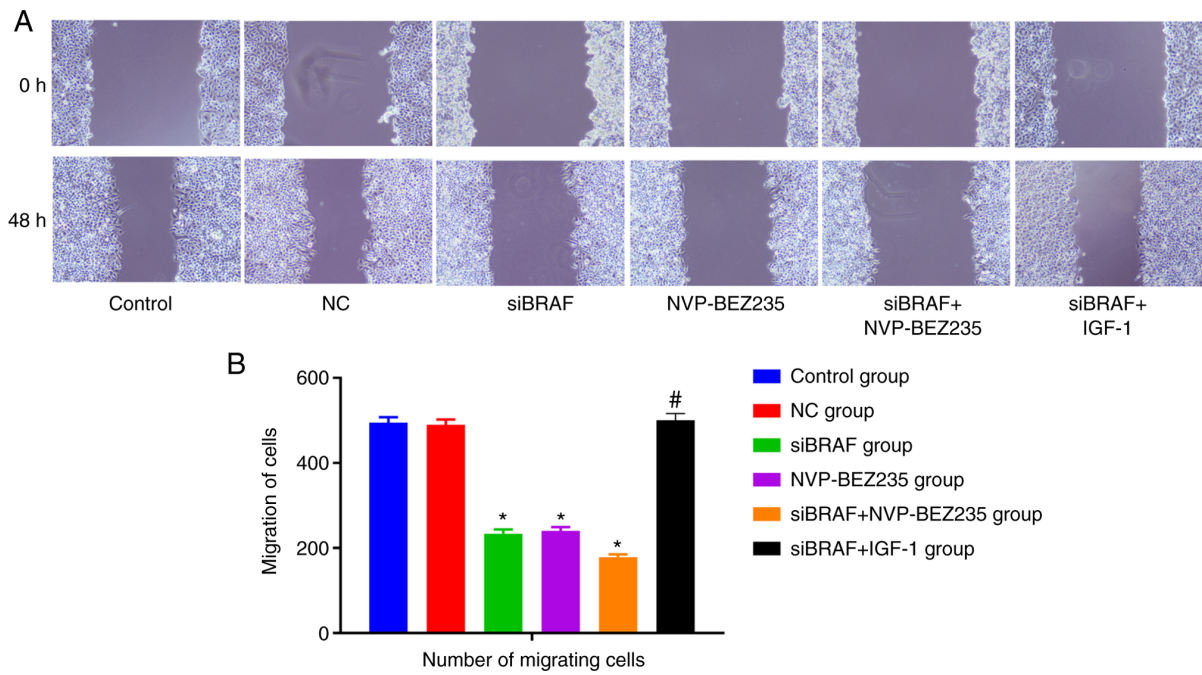 A
0 h
48 h
Control
NC
siBRAF
NVP-BEZ235
siBRAF+
NVP-BEZ235
siBRAF+
IGF-1
B
600
400
200
0
Migration of cells
*
*
*
#
Number of migrating cells
Control group
NC group
siBRAF group
NVP-BEZ235 group
siBRAF+NVP-BEZ235 group
siBRAF+IGF-1 group